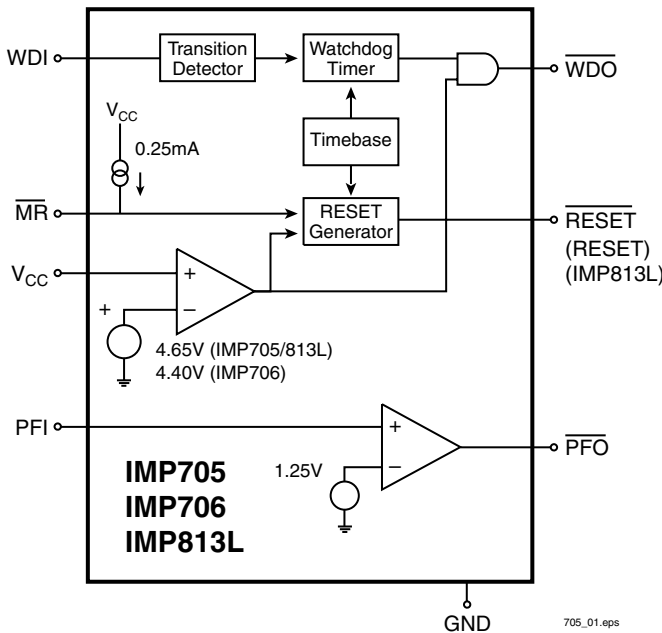 WDI
Transition
Detector
Watchdog
Timer
WDO
VCC
0.25mA
Timebase
MR
RESET
Generator
RESET
(RESET)
(IMP813L)
VCC
+
−
+
4.65V (IMP705/813L)
4.40V (IMP706)
PFI
+
−
PFO
1.25V
IMP705
IMP706
IMP813L
GND
705_01.eps